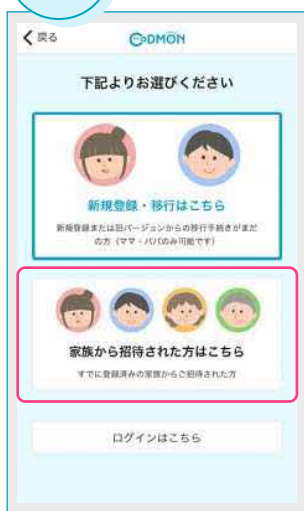 戻る
CoDMON
下記よりお選びください
新規登録・移行はこちら
新規登録または旧バージョンからの移行手続きがまだ
の方（ママ・パパのみ可能です）
家族から招待された方はこちら
すでに登録済みの家族からご招待された方
ログインはこちら